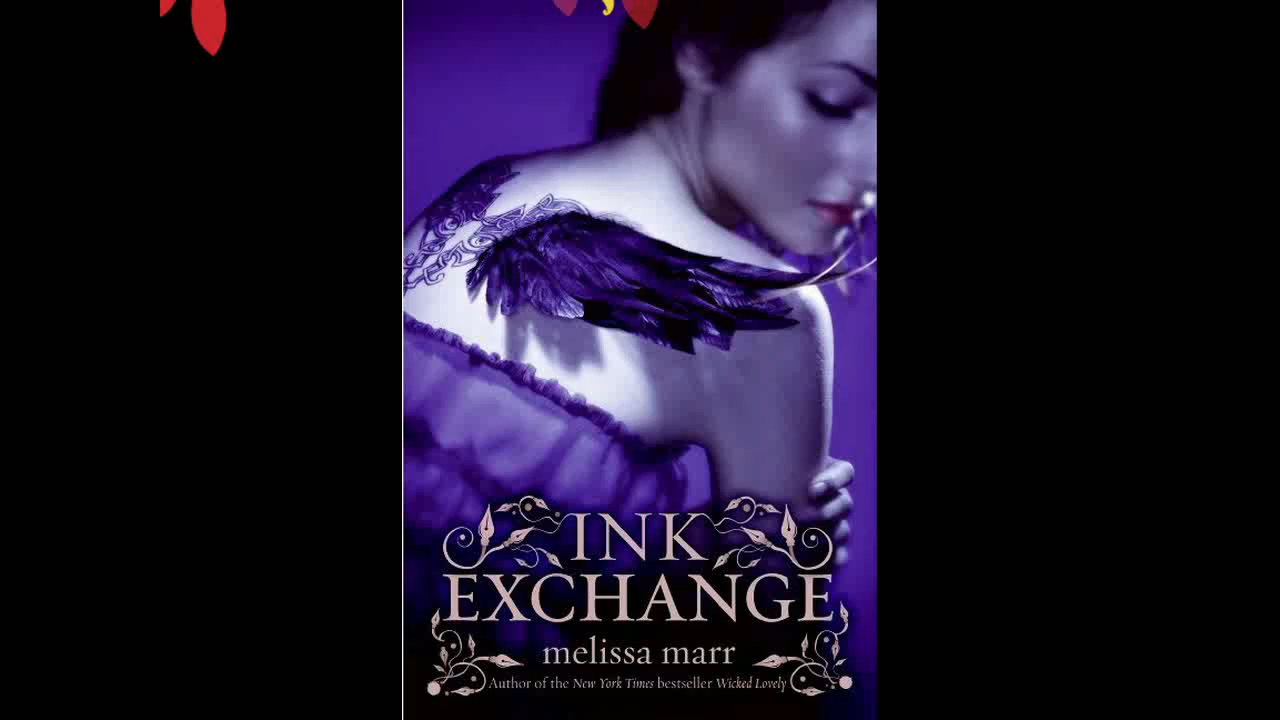 INK
EXCHANGE
melissa marr
Author of the New York Times bestseller Wicked Lovely